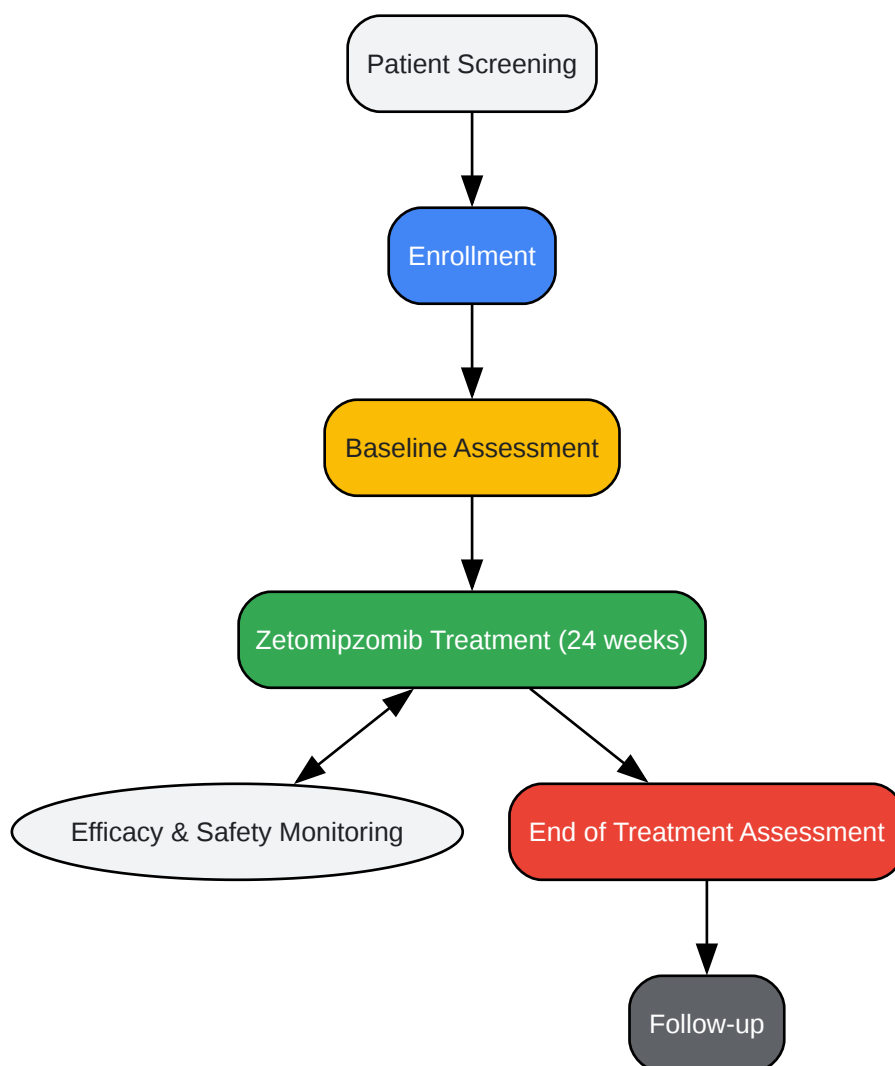 Patient Screening
Enrollment
Baseline Assessment
Zetomipzomib Treatment (24 weeks)
Efficacy & Safety Monitoring
End of Treatment Assessment
Follow-up